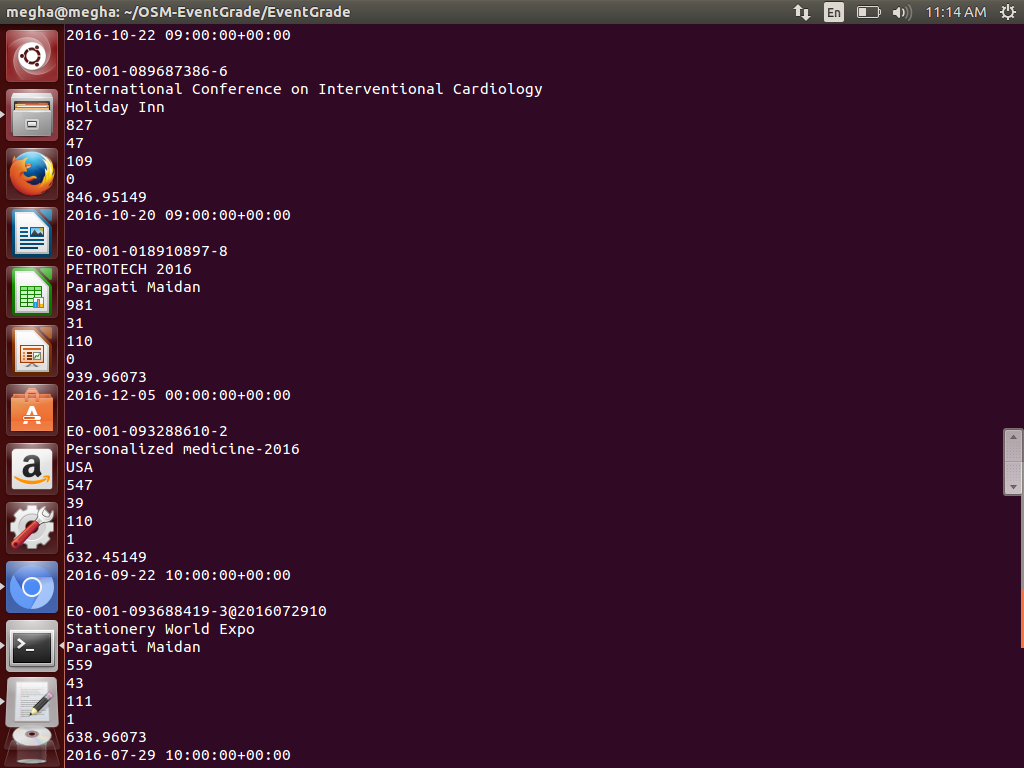 megha@megha: ~/OSM-EventGrade/EventGrade
En
11:14 AM
2016-10-22 09:00:00+00:00
E0-001-089687386-6
International Conference on Interventional Cardiology
Holiday Inn
827
47
109
0
846.95149
2016-10-20 09:00:00+00:00
E0-001-018910897-8
PETROTECH 2016
Paragati Maidan
981
31
110
0
939.96073
2016-12-05 00:00:00+00:00
E0-001-093288610-2
Personalized medicine-2016
USA
547
39
110
1
632.45149
2016-09-22 10:00:00+00:00
E0-001-093688419-3@2016072910
Stationery World Expo
Paragati Maidan
559
43
111
1
638.96073
2016-07-29 10:00:00+00:00